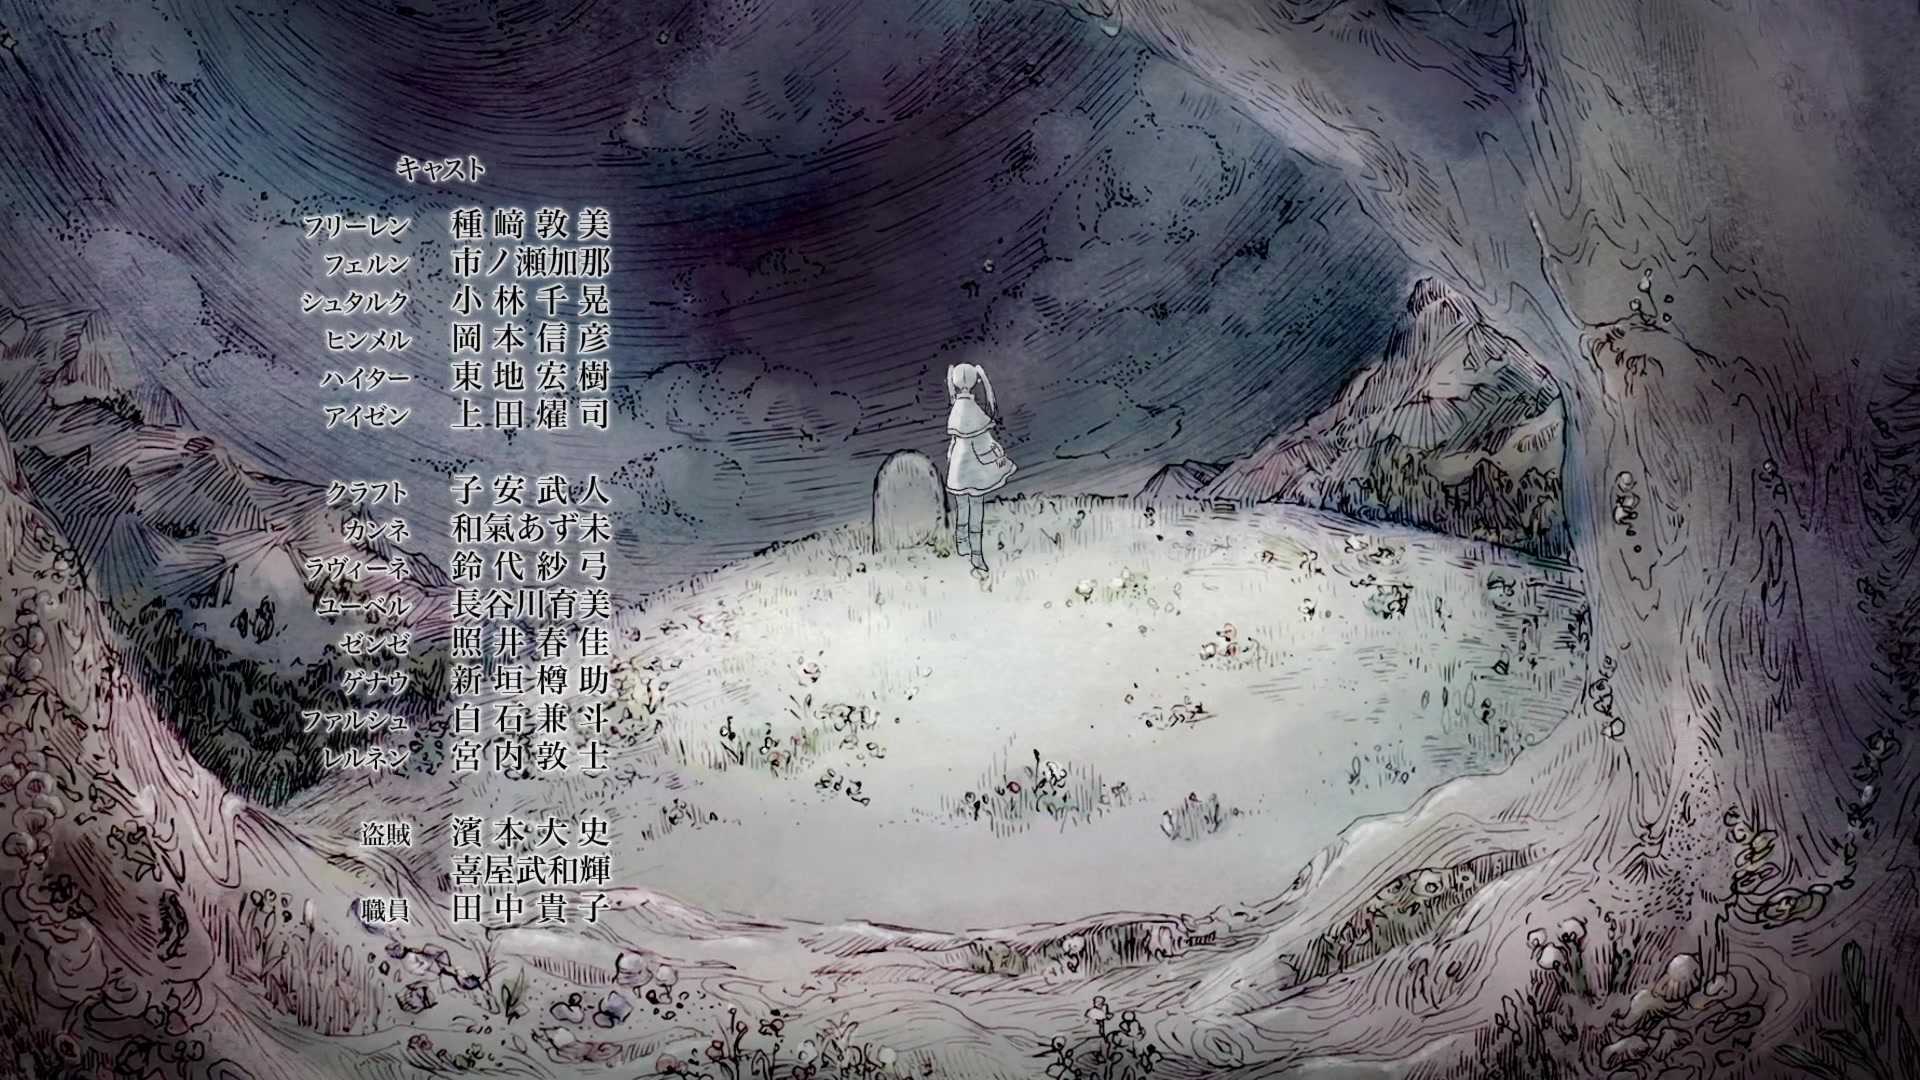 キャスト
フリーレン 種﨑敦美
フェルン 市ノ瀬加那
シュタルク 小林千晃
ヒンメル 岡本信彦
ハイター 東地宏樹
アイゼン 上田燿司
クラフト 子安武人
カンネ 和氣あず未
ラヴィーネ 鈴代紗弓
ユーベル 長谷川育美
ゼンゼ 照井春佳
ゲナウ 新垣樽助
ファルシュ 白石兼斗
レルネン 宮内敦士
盗賊 濱本大史
喜屋武和輝
職員 田中貴子